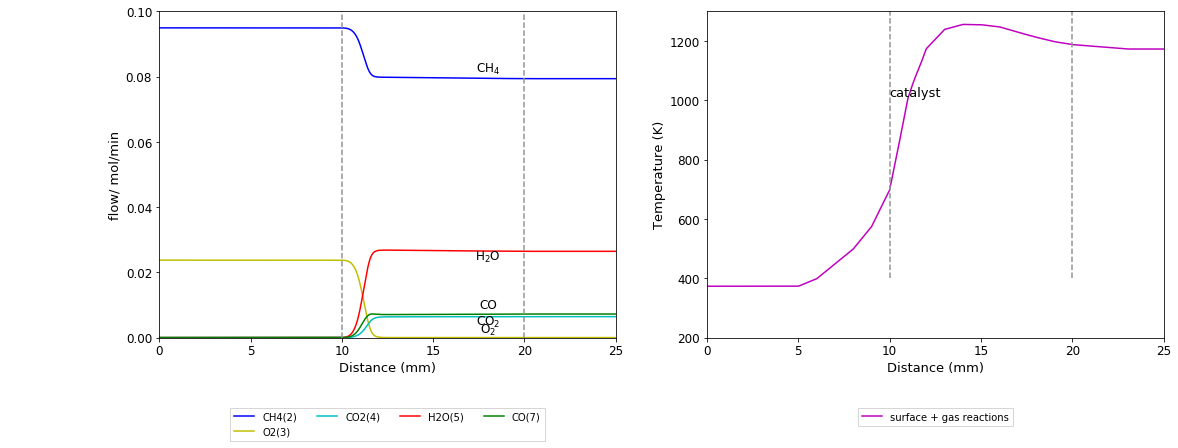 0.10
0.08
0.06
0.04
0.02
0.00
flow/ mol/min
CH₄
H₂O
CO
CO₂
O₂
0 5 10 15 20 25
Distance (mm)
CH4(2) CO2(4) H2O(5) CO(7)
O2(3)
1200
1000
800
600
400
200
Temperature (K)
catalyst
0 5 10 15 20 25
Distance (mm)
surface + gas reactions